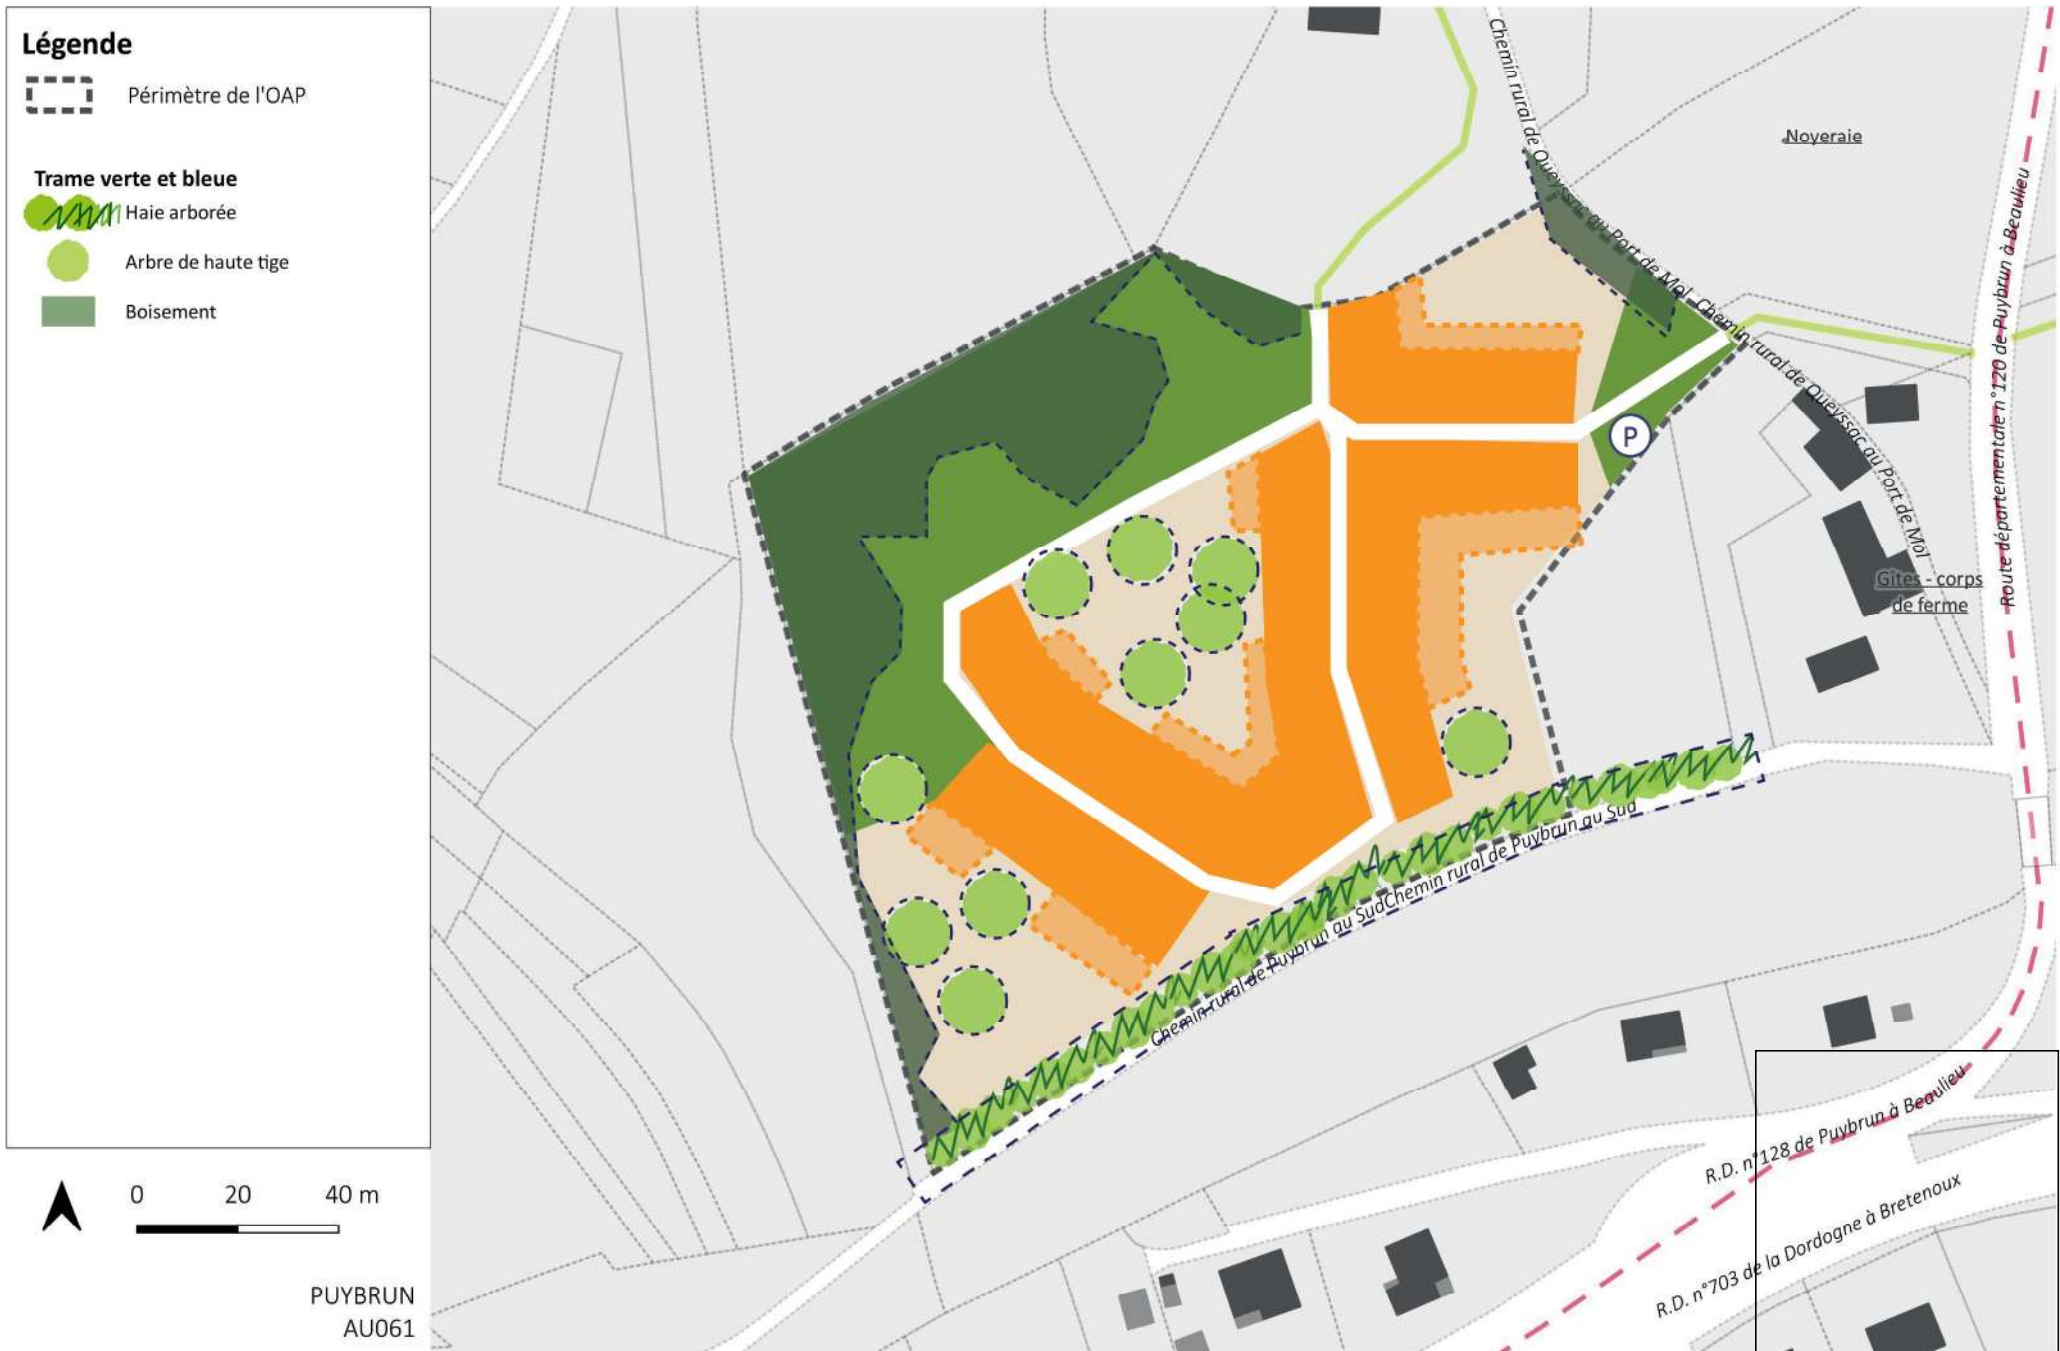 Légende
Périmètre de l'OAP
Trame verte et bleue
Haie arborée
Arbre de haute tige
Boisement
0 20 40 m
PUYBRUN
AU061
Chemin rural de Queyssac au Port de Mol
Chemin rural de Queyssac au Port de Mol
Noyeraie
Route départementale n°120 de Puybrun à Beaulieu
P
Gîtes - corps
de ferme
Chemin rural de Puybrun au Sud
Chemin rural de Puybrun au Sud
R.D. n°128 de Puybrun à Beaulieu
R.D. n°703 de la Dordogne à Bretenoux